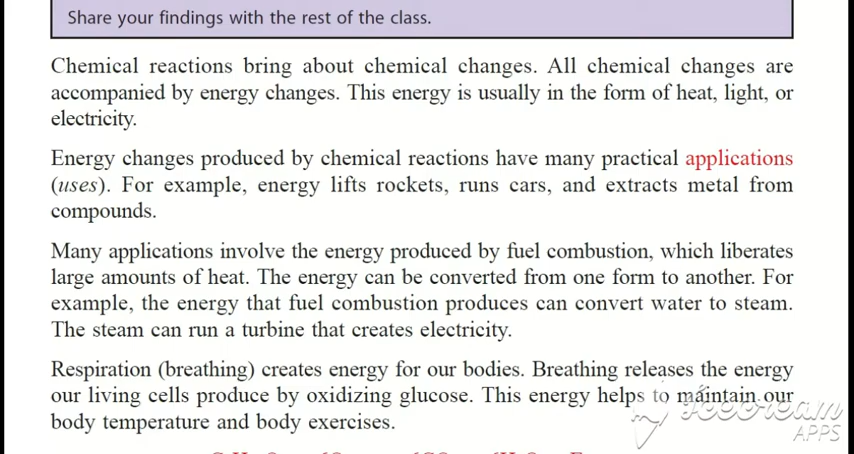 Share your findings with the rest of the class.
Chemical reactions bring about chemical changes. All chemical changes are
accompanied by energy changes. This energy is usually in the form of heat, light, or
electricity.
Energy changes produced by chemical reactions have many practical applications
(uses). For example, energy lifts rockets, runs cars, and extracts metal from
compounds.
Many applications involve the energy produced by fuel combustion, which liberates
large amounts of heat. The energy can be converted from one form to another. For
example, the energy that fuel combustion produces can convert water to steam.
The steam can run a turbine that creates electricity.
Respiration (breathing) creates energy for our bodies. Breathing releases the energy
our living cells produce by oxidizing glucose. This energy helps to maintain our
body temperature and body exercises.
Icecream
APPS